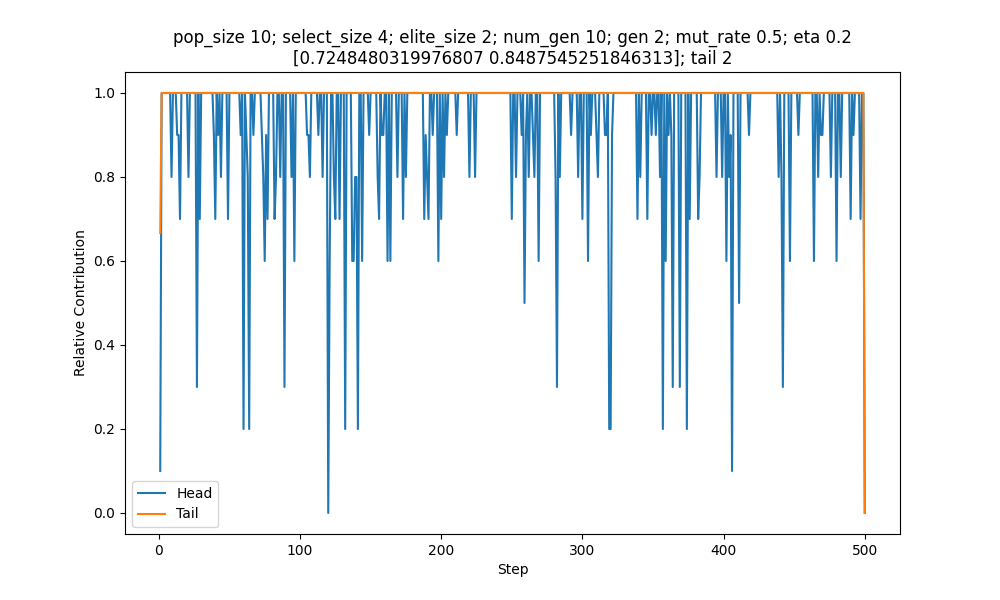 pop_size 10; select_size 4; elite_size 2; num_gen 10; gen 2; mut_rate 0.5; eta 0.2
[0.7248480319976807 0.8487545251846313]; tail 2
1.0
0.8
0.6
0.4
0.2
0.0
Relative Contribution
Head
Tail
0
100
200
300
400
500
Step